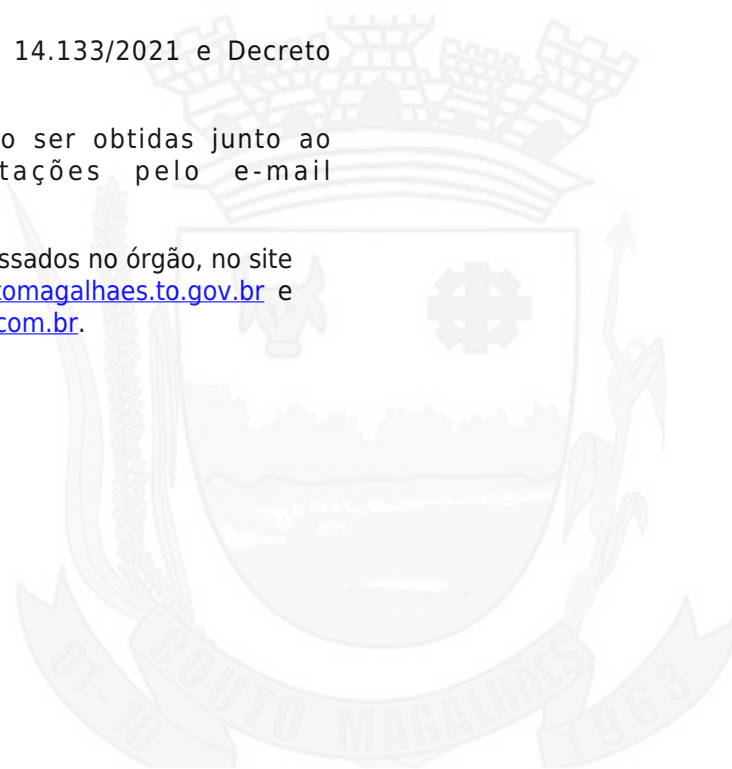 14.133/2021 e Decreto
o ser obtidas junto ao
tações pelo e-mail
ssados no órgão, no site
tomagalhaes.to.gov.br e
com.br.
01-10 COUTO MAGALHAES 1963